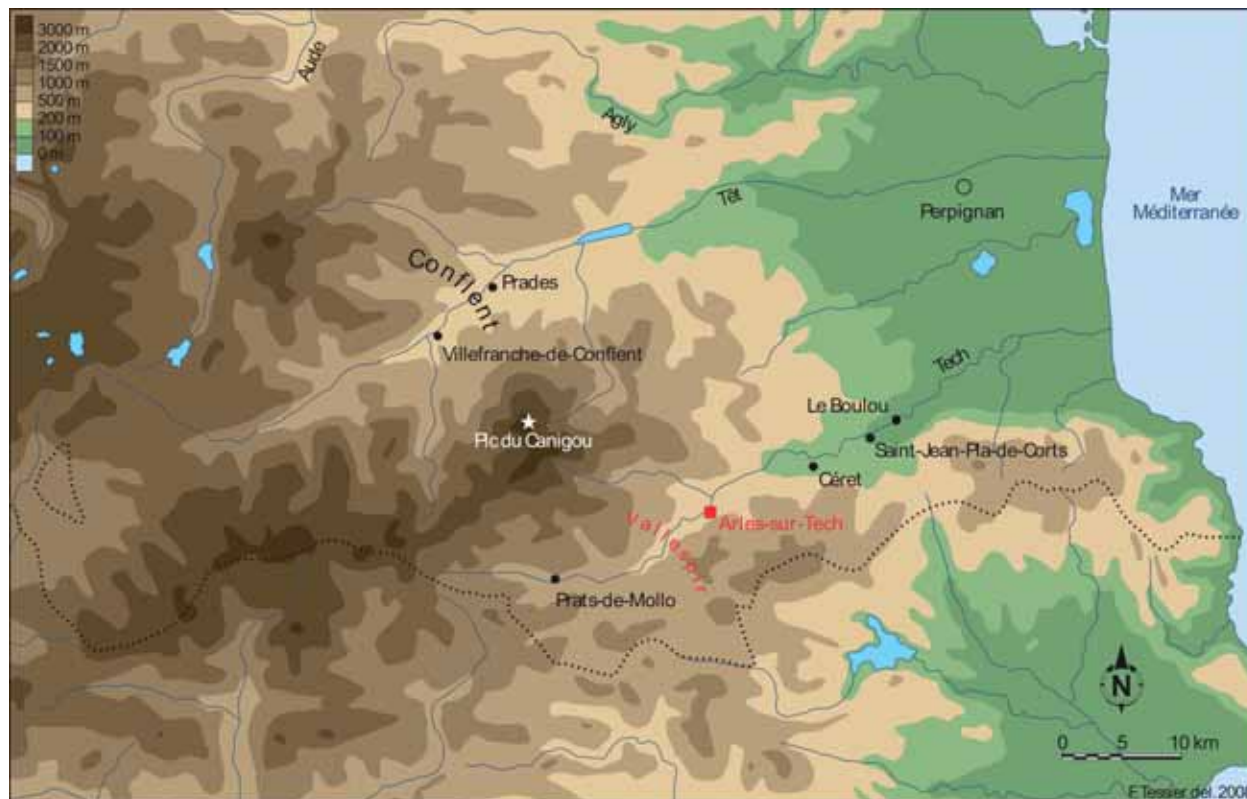 3000 m
2000 m
1500 m
1000 m
500 m
200 m
100 m
0 m
Aude
Agly
Têt
Perpignan
Mer
Méditerranée
Conflent
Prades
Villefranche-de-Conflent
Tech
Le Boulou
Pic du Canigou
Saint-Jean-Pla-de-Corts
Céret
Vallespir
Arles-sur-Tech
Prats-de-Mollo
N
0 5 10 km
F Tessier del. 2008